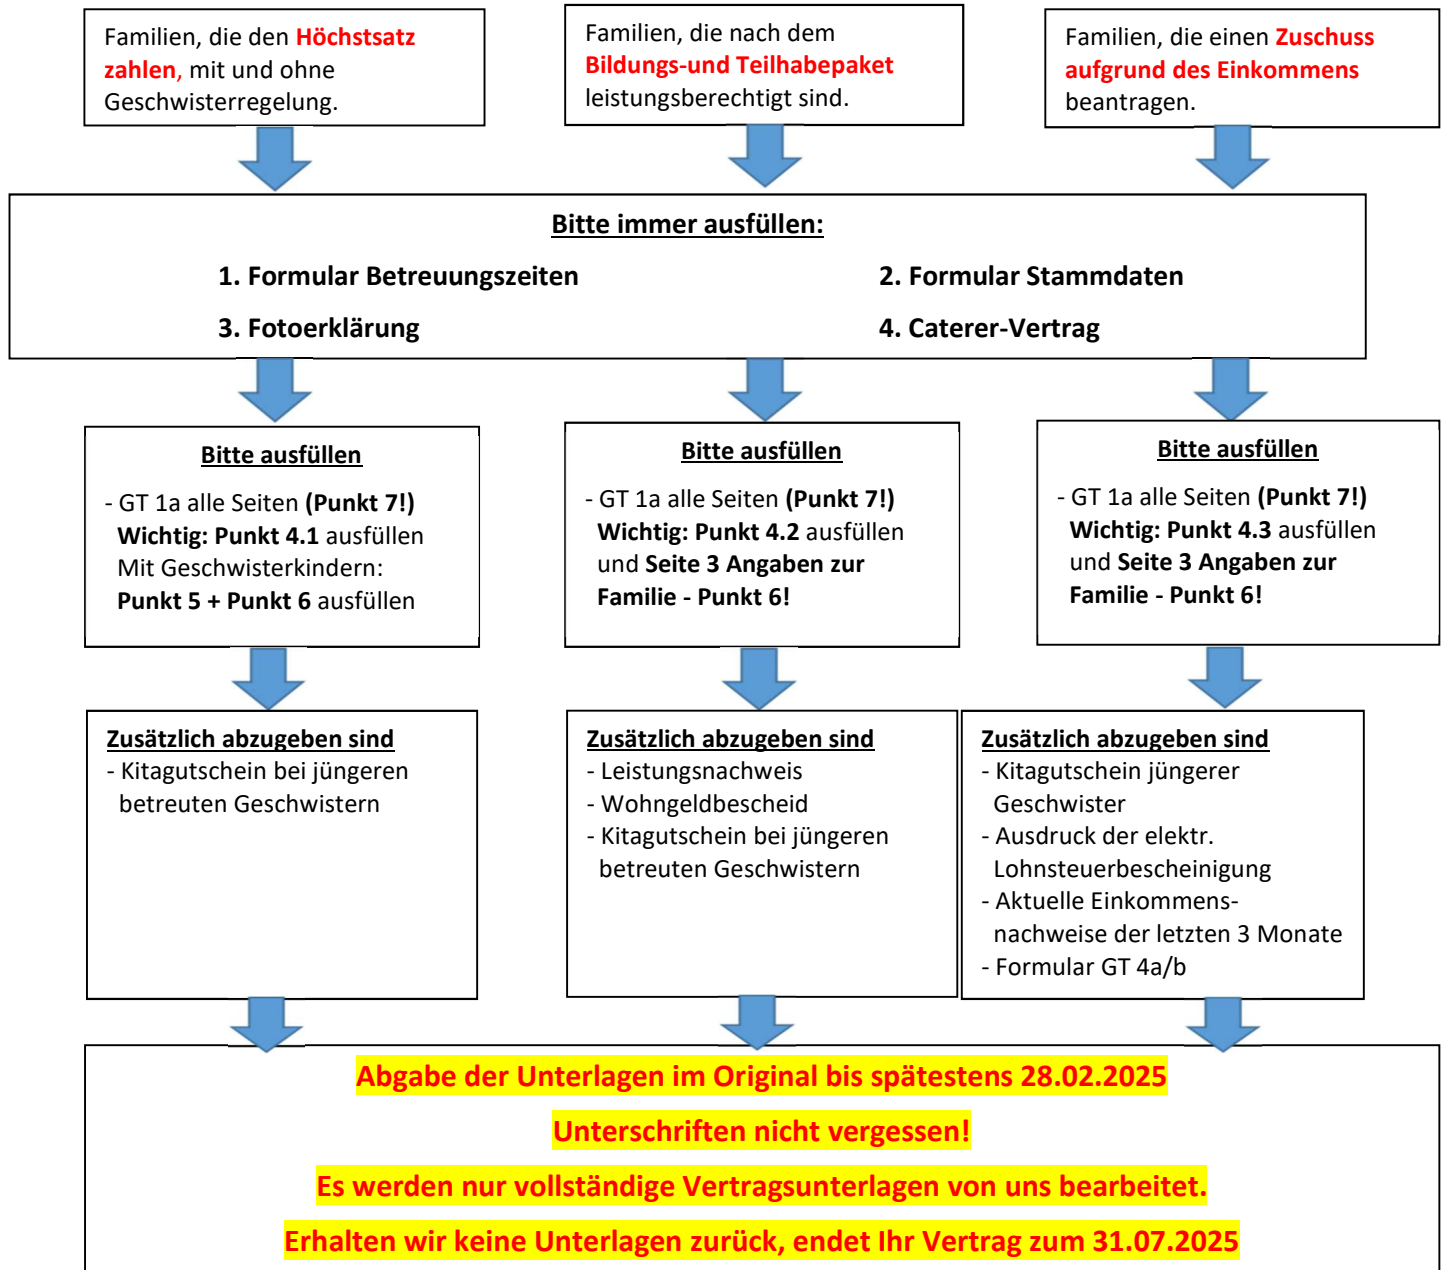 Familien, die den Höchstsatz
zahlen, mit und ohne
Geschwisterregelung.
Familien, die nach dem
Bildungs-und Teilhabepaket
leistungsberechtigt sind.
Familien, die einen Zuschuss
aufgrund des Einkommens
beantragen.
Bitte immer ausfüllen:
1. Formular Betreuungszeiten
2. Formular Stammdaten
3. Fotoerklärung
4. Caterer-Vertrag
Bitte ausfüllen
- GT 1a alle Seiten (Punkt 7!)
Wichtig: Punkt 4.1 ausfüllen
Mit Geschwisterkindern:
Punkt 5 + Punkt 6 ausfüllen
Bitte ausfüllen
- GT 1a alle Seiten (Punkt 7!)
Wichtig: Punkt 4.2 ausfüllen
und Seite 3 Angaben zur
Familie - Punkt 6!
Bitte ausfüllen
- GT 1a alle Seiten (Punkt 7!)
Wichtig: Punkt 4.3 ausfüllen
und Seite 3 Angaben zur
Familie - Punkt 6!
Zusätzlich abzugeben sind
- Kitagutschein bei jüngeren
betreuten Geschwistern
Zusätzlich abzugeben sind
- Leistungsnachweis
- Wohngeldbescheid
- Kitagutschein bei jüngeren
betreuten Geschwistern
Zusätzlich abzugeben sind
- Kitagutschein jüngerer
Geschwister
- Ausdruck der elektr.
Lohnsteuerbescheinigung
- Aktuelle Einkommens-
nachweise der letzten 3 Monate
- Formular GT 4a/b
Abgabe der Unterlagen im Original bis spätestens 28.02.2025
Unterschriften nicht vergessen!
Es werden nur vollständige Vertragsunterlagen von uns bearbeitet.
Erhalten wir keine Unterlagen zurück, endet Ihr Vertrag zum 31.07.2025